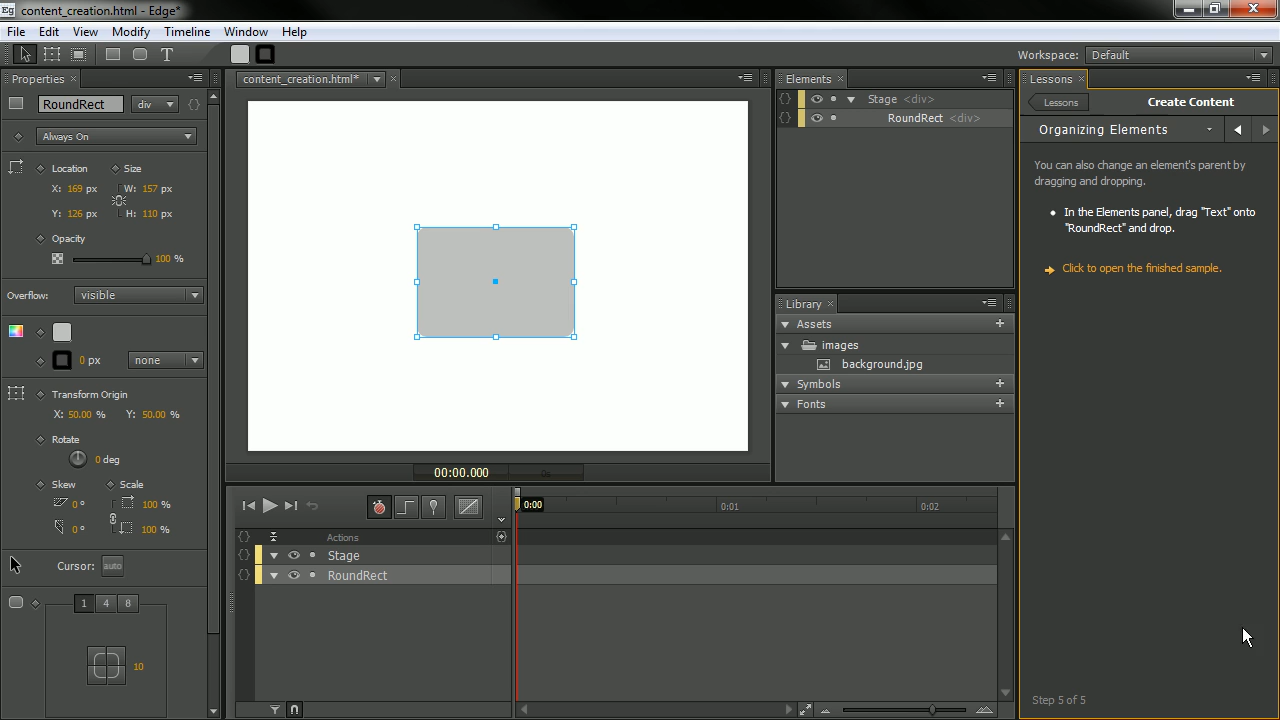 Eg content_creation.html - Edge*
File Edit View Modify Timeline Window Help
T
Workspace: Default
Properties
RoundRect div {}
Always On
Location Size
X: 169 px W: 157 px
Y: 126 px H: 110 px
Opacity
100 %
Overflow: visible
0 px none
Transform Origin
X: 50.00 % Y: 50.00 %
Rotate
0 deg
Skew Scale
0° 100 %
0° 100 %
Cursor: auto
1 4 8
10
content_creation.html*
00:00.000
Elements
{} Stage <div>
{} RoundRect <div>
Library
Assets +
images
background.jpg
Symbols +
Fonts +
0:00 0:01 0:02
{} Actions
{} Stage
{} RoundRect
Lessons
Lessons Create Content
Organizing Elements
You can also change an element's parent by
dragging and dropping.
• In the Elements panel, drag "Text" onto
"RoundRect" and drop.
Click to open the finished sample.
Step 5 of 5